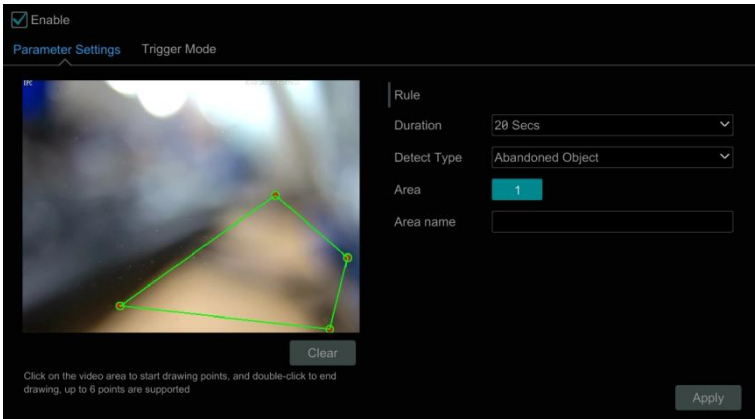 Enable
Parameter Settings
Trigger Mode
IPC
Rule
Duration
20 Secs
Detect Type
Abandoned Object
Area
1
Area name
Clear
Click on the video area to start drawing points, and double-click to end
drawing, up to 6 points are supported
Apply